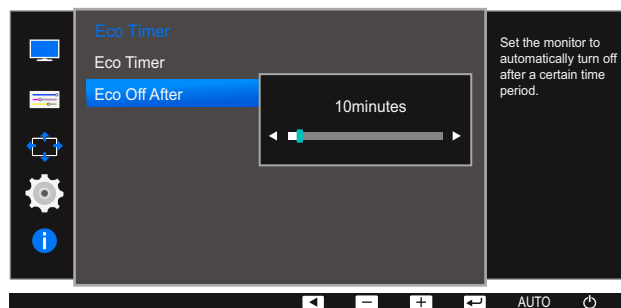 Eco Timer
Eco Timer
Eco Off After
10minutes
Set the monitor to
automatically turn off
after a certain time
period.
AUTO